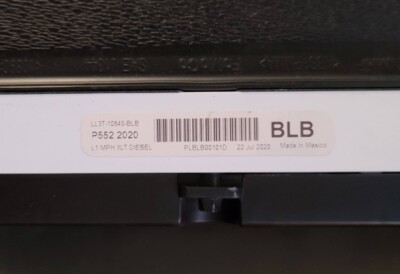 LL3T-10849-BLB
P552 2020
L1 MPH XLT DIESEL
PLBLB00101D 22 Jul 2020
BLB
Made in Mexico